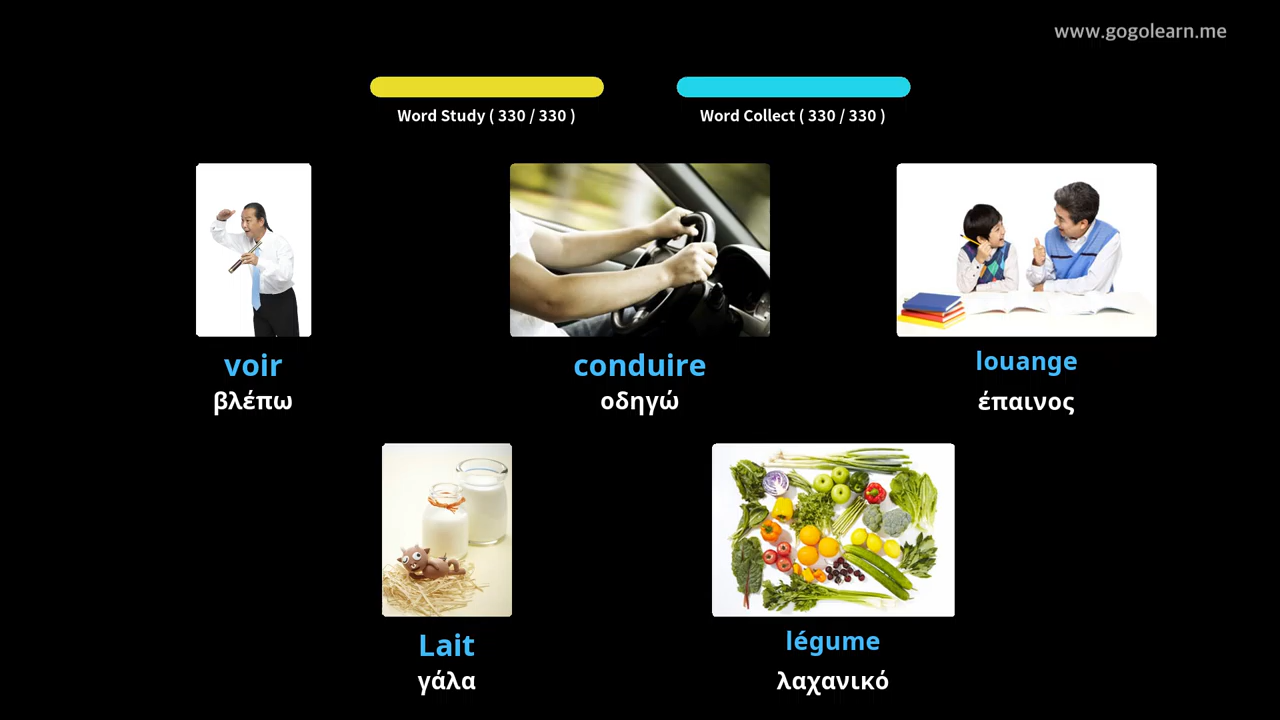 www.gogolearn.me
Word Study ( 330 / 330 )
Word Collect ( 330 / 330 )
voir
βλέπω
conduire
οδηγώ
louange
έπαινος
Lait
γάλα
légume
λαχανικό